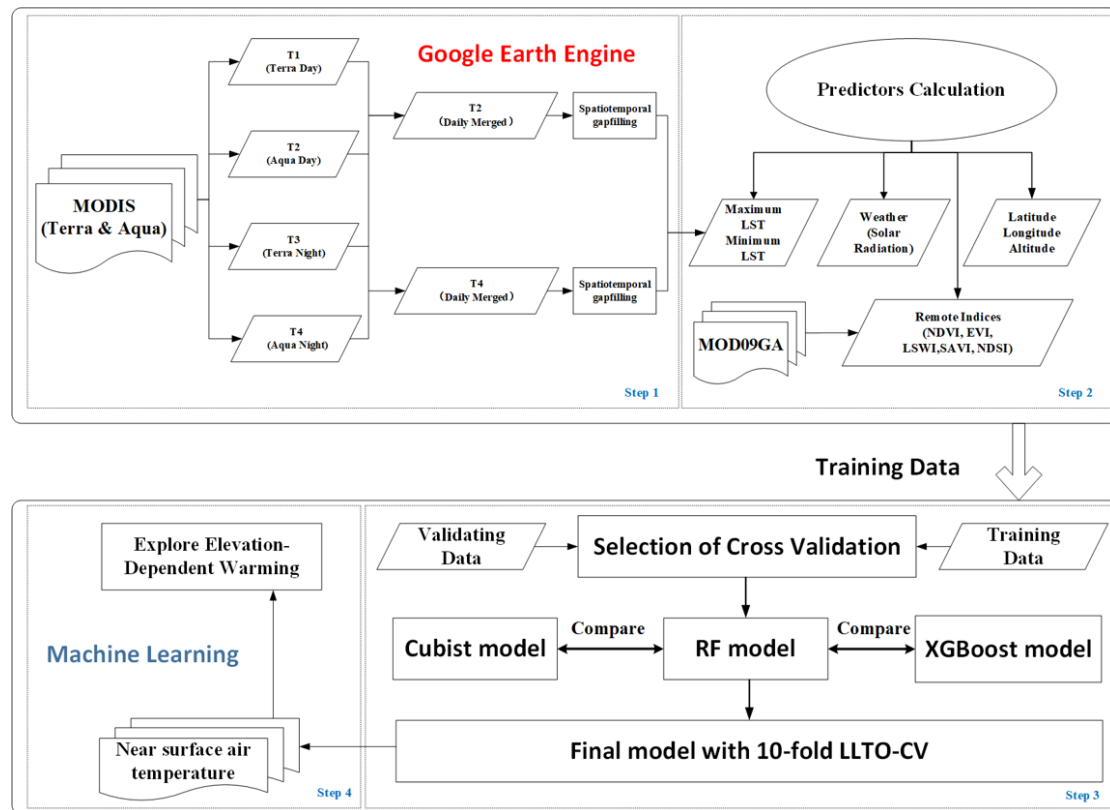 T1
(Terra Day)
Google Earth Engine
T2
(Daily Merged）
Spatiotemporal
gapfilling
T2
(Aqua Day)
MODIS
(Terra & Aqua)
T3
(Terra Night)
T4
（Daily Merged）
Spatiotemporal
gapfilling
T4
(Aqua Night)
Step 1
Predictors Calculation
Maximum
LST
Minimum
LST
Weather
(Solar
Radiation)
Latitude
Longitude
Altitude
MOD09GA
Remote Indices
(NDVI, EVI,
LSWI,SAVI, NDSI)
Step 2
Training Data
Explore Elevation-
Dependent Warming
Machine Learning
Near surface air
temperature
Step 4
Validating
Data
Selection of Cross Validation
Training
Data
Cubist model
Compare
RF model
Compare
XGBoost model
Final model with 10-fold LLTO-CV
Step 3